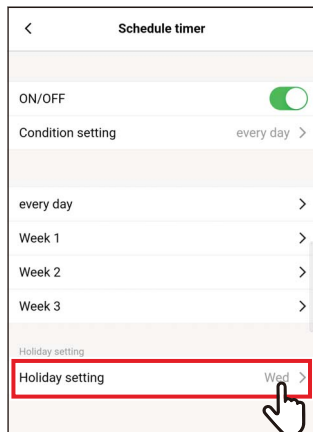 Schedule timer
ON/OFF
Condition setting every day
every day
Week 1
Week 2
Week 3
Holiday setting
Holiday setting Wed